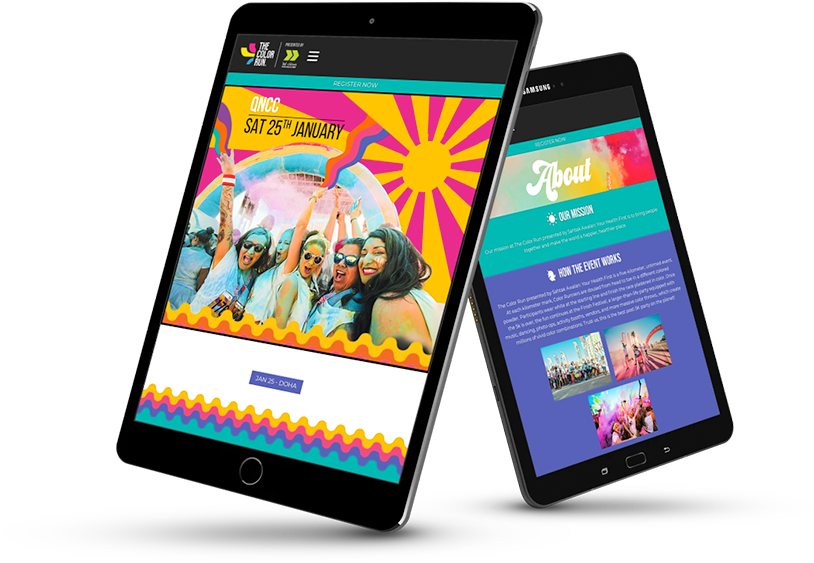 THE
COLOR
RUN.
PRESENTED BY
REGISTER NOW
QNCC
SAT 25TH JANUARY
JAN 25 - DOHA
SAMSUNG
REGISTER NOW
About
OUR MISSION
Our mission at The Color Run presented by Sahtak Awalan: Your Health First is to bring people
together and make the world a happier, healthier place.
HOW THE EVENT WORKS
The Color Run presented by Sahtak Awalan: Your Health First is a five-kilometer, untimed event
At each kilometer mark, Color Runners are doused from head to toe in a different colored
powder. Participants wear white at the starting line and finish the race plastered in color. Once
the 5k is over, the fun continues at the Finish Festival, a larger than life party equipped with
music, dancing, photo ops, activity booths, vendors, and more massive color throws, which create
millions of vivid color combinations. Trust us, this is the best post-5k party on the planet!